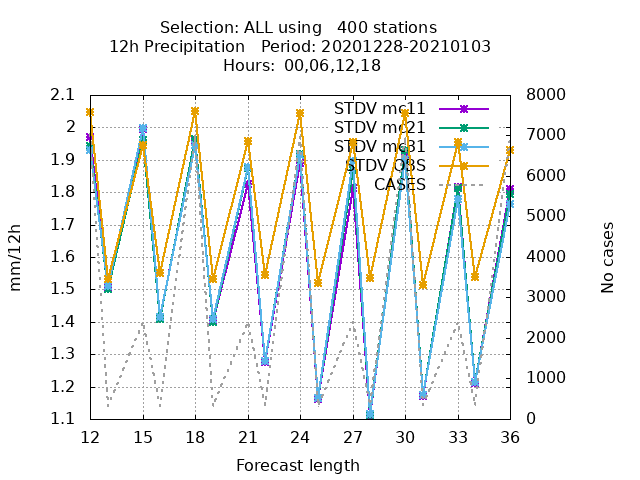 Selection: ALL using   400 stations
12h Precipitation   Period: 20201228-20210103
Hours: 00,06,12,18
2.1
2
1.9
1.8
1.7
1.6
1.5
1.4
1.3
1.2
1.1
mm/12h
STDV mc11
STDV mc21
STDV mc31
STDV OBS
CASES
8000
7000
6000
5000
4000
3000
2000
1000
0
No cases
12 15 18 21 24 27 30 33 36
Forecast length